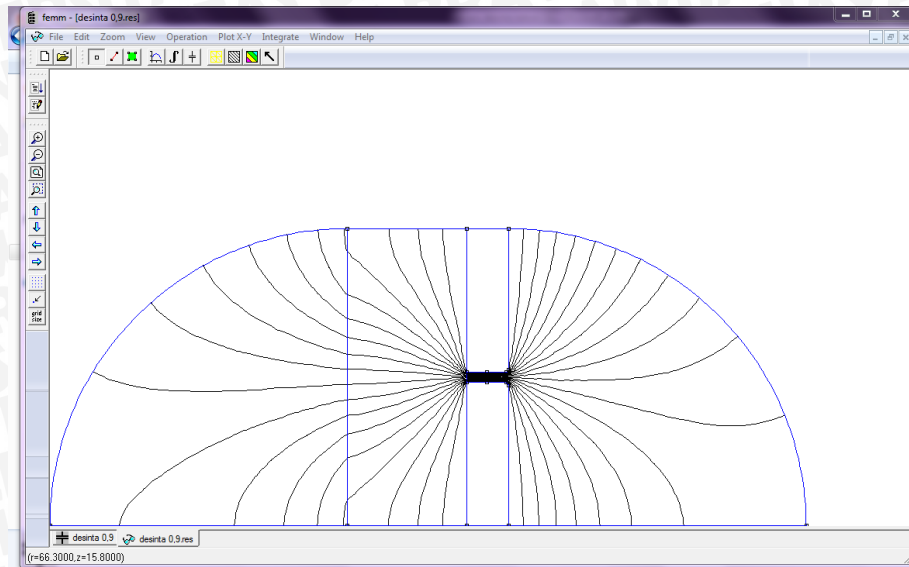 femm - [desinta 0,9.res]
File Edit Zoom View Operation Plot X-Y Integrate Window Help
grid
size
desinta 0,9 desinta 0,9.res
(r=66.3000,z=15.8000)